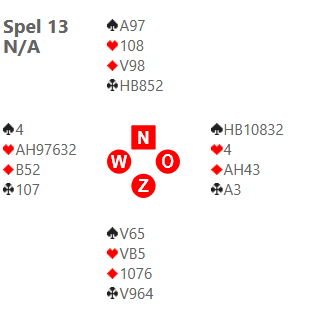 Spel 13
N/A
♠A97
♥108
♦V98
♣HB852
♠4
♥AH97632
♦B52
♣107
N
W O
Z
♠HB10832
♥4
♦AH43
♣A3
♠V65
♥VB5
♦1076
♣V964